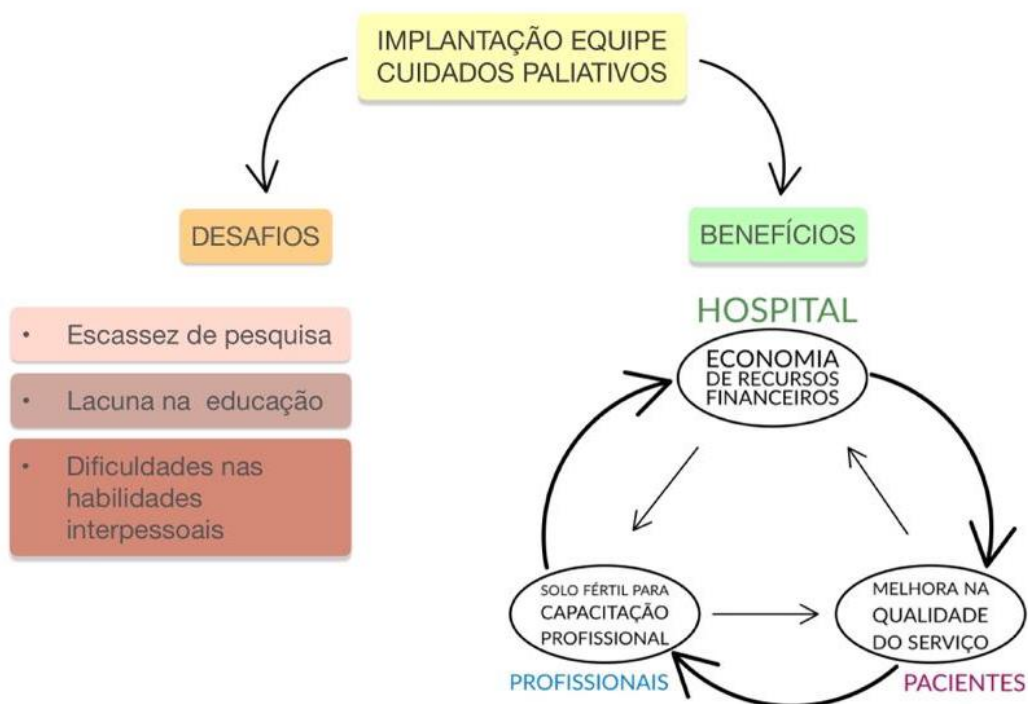 IMPLANTAÇÃO EQUIPE
CUIDADOS PALIATIVOS
DESAFIOS
• Escassez de pesquisa
• Lacuna na educação
• Dificuldades nas
habilidades
interpessoais
BENEFÍCIOS
HOSPITAL
ECONOMIA
DE RECURSOS
FINANCEIROS
SOLO FÉRTIL PARA
CAPACITAÇÃO
PROFISSIONAL
PROFISSIONAIS
MELHORA NA
QUALIDADE
DO SERVIÇO
PACIENTES